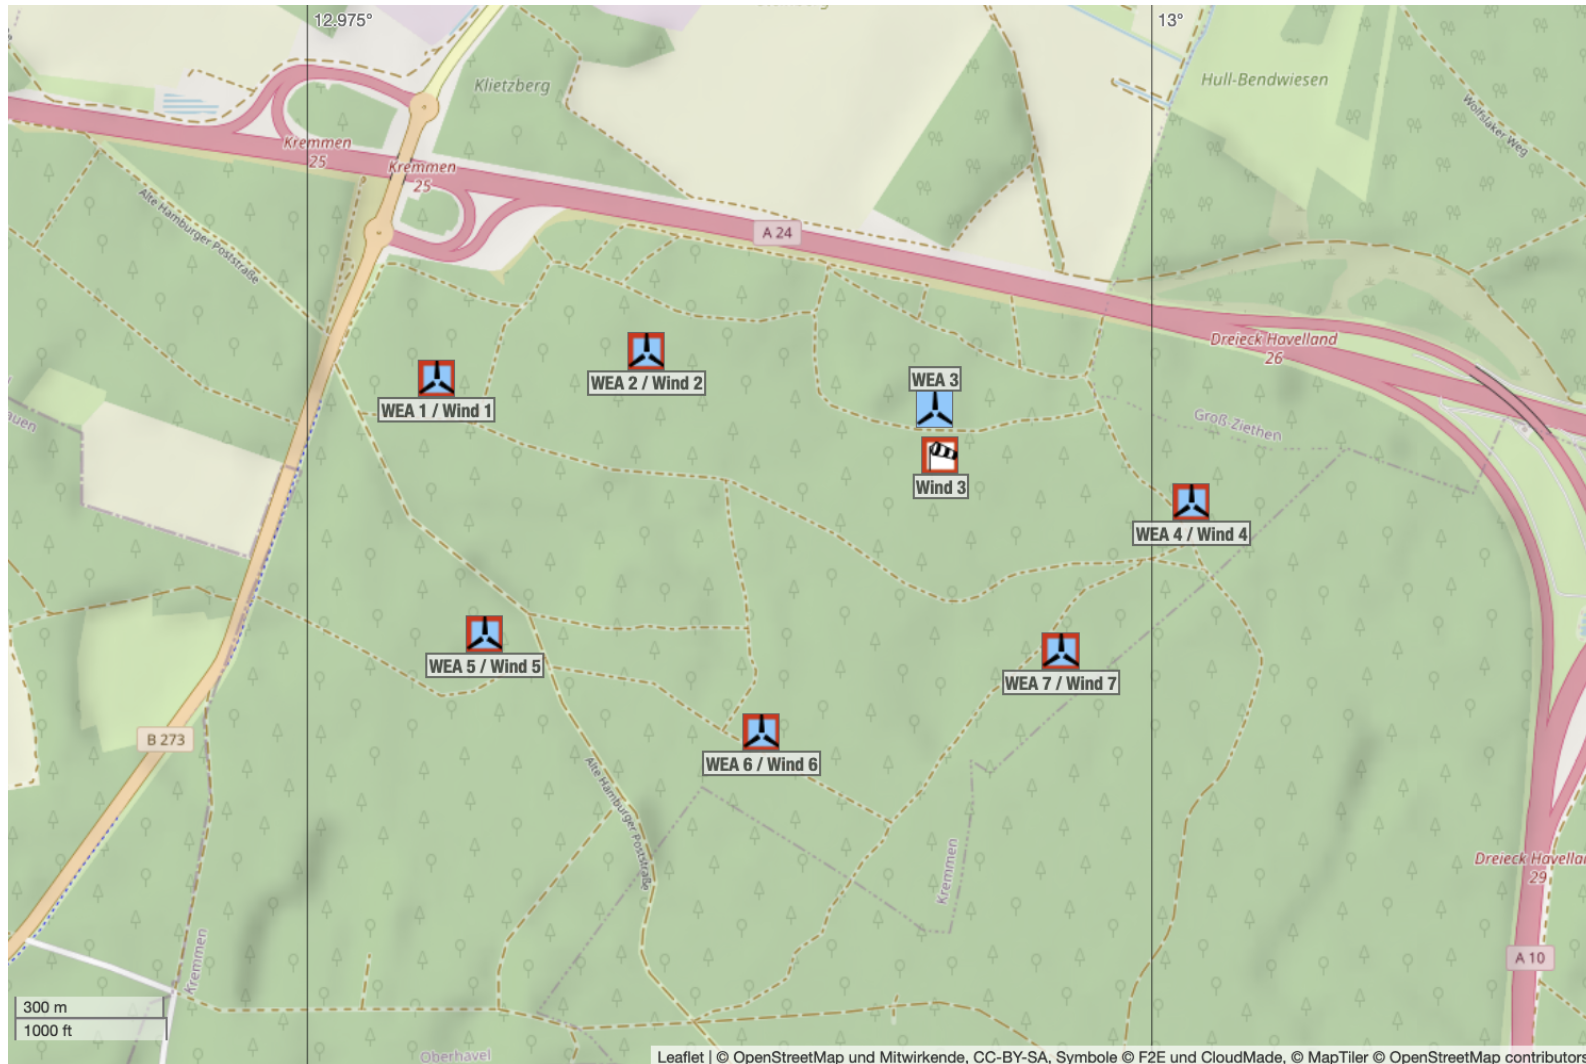 12.975°
13°
Klietzberg
Hull-Bendwiesen
Wolfslaker Weg
Kremmen
25
Kremmen
25
Alte Hamburger Poststraße
A 24
Dreieck Havelland
26
WEA 1 / Wind 1
WEA 2 / Wind 2
WEA 3
Wind 3
Groß-Ziethen
auen
WEA 4 / Wind 4
WEA 5 / Wind 5
WEA 7 / Wind 7
WEA 6 / Wind 6
B 273
Alte Hamburger Poststraße
Kremmen
Dreieck Havellan
29
Kremmen
A 10
300 m
1000 ft
Oberhavel
Leaflet | © OpenStreetMap und Mitwirkende, CC-BY-SA, Symbole © F2E und CloudMade, © MapTiler © OpenStreetMap contributors